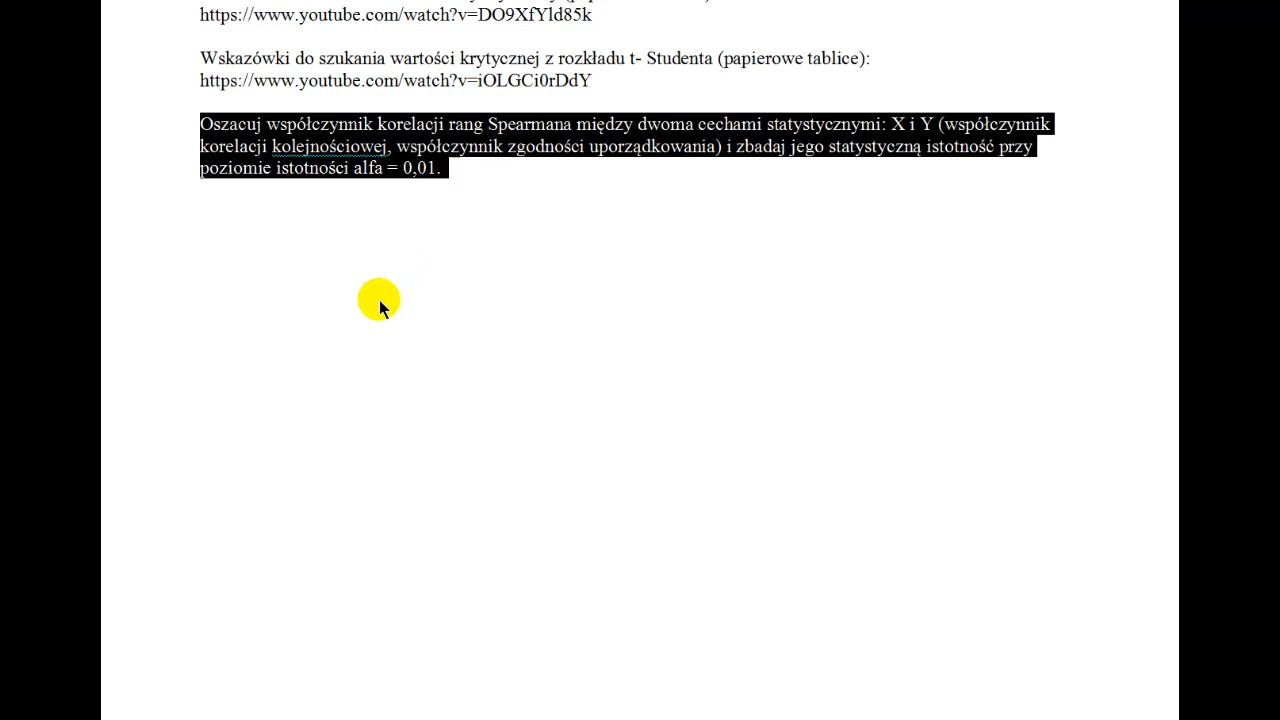 https://www.youtube.com/watch?v=DO9XfYld85k
Wskazówki do szukania wartości krytycznej z rozkładu t- Studenta (papierowe tablice):
https://www.youtube.com/watch?v=iOLGCi0rDdY
Oszacuj współczynnik korelacji rang Spearmana między dwoma cechami statystycznymi: X i Y (współczynnik
korelacji kolejnościowej, współczynnik zgodności uporządkowania) i zbadaj jego statystyczną istotność przy
poziomie istotności alfa = 0,01.